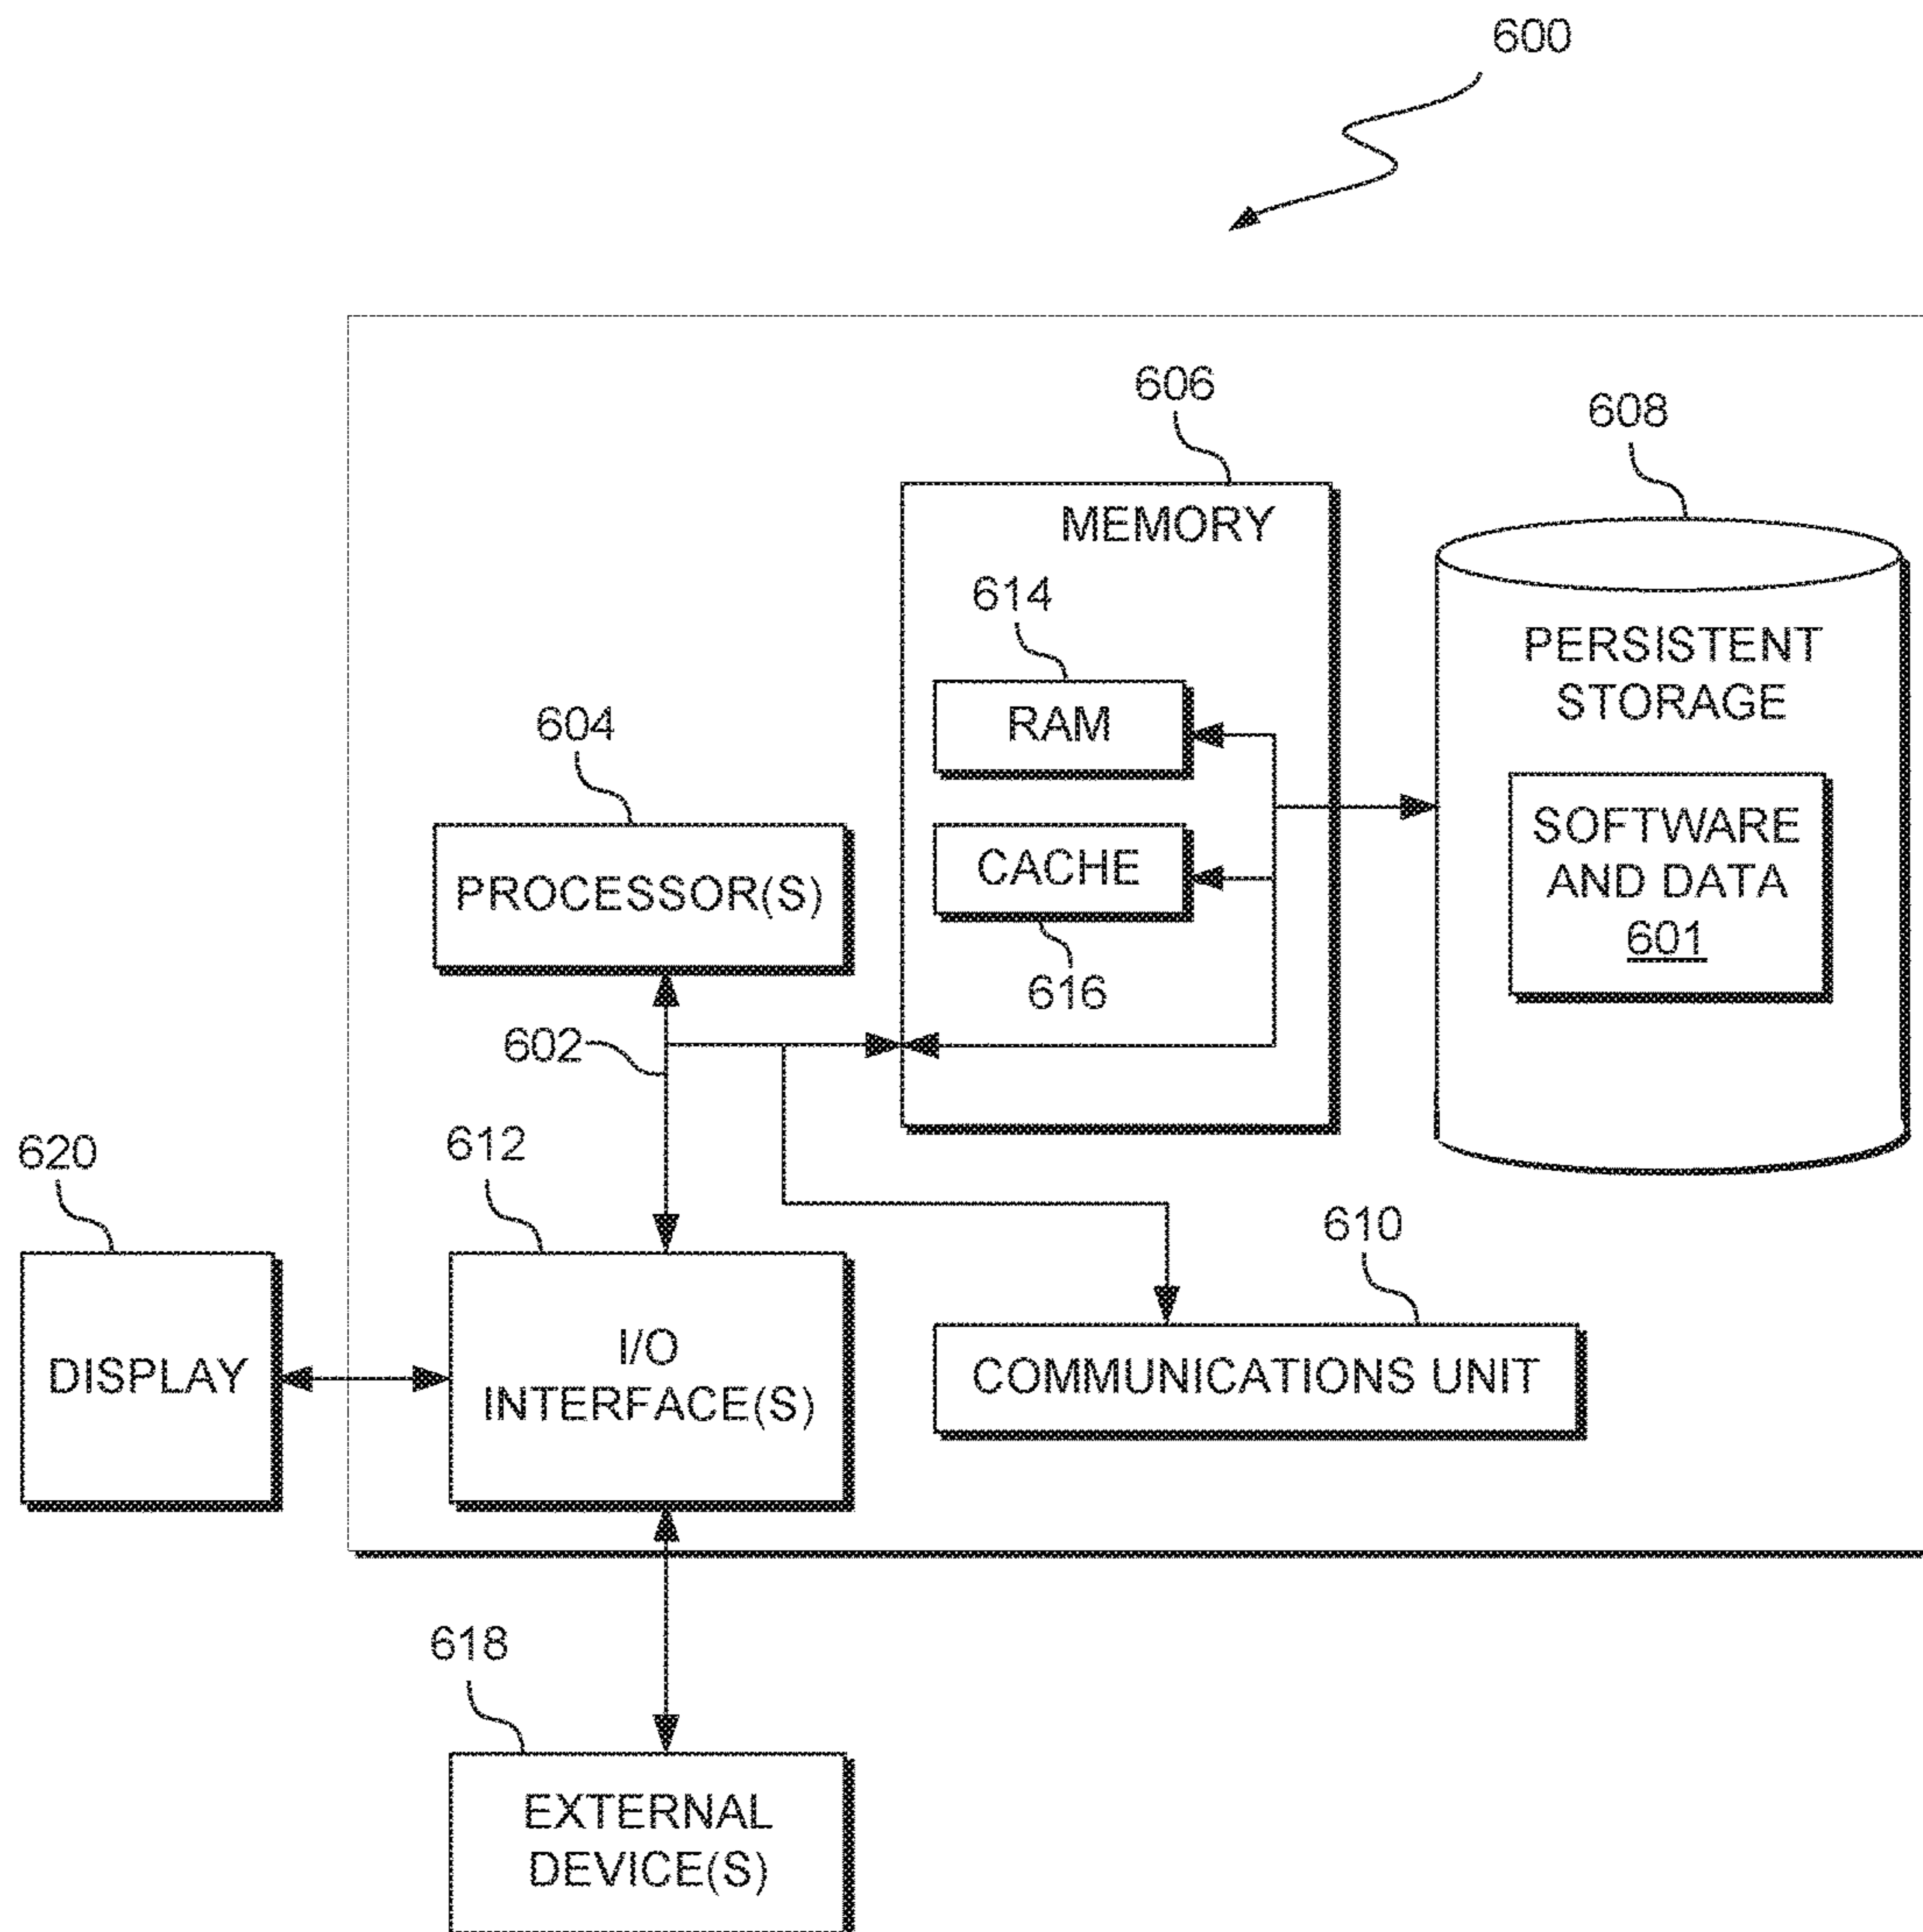 600
606
608
MEMORY
614
PERSISTENT
STORAGE
RAM
604
SOFTWARE
AND DATA
601
CACHE
PROCESSOR(S)
616
602
620
612
610
DISPLAY
I/O
INTERFACE(S)
COMMUNICATIONS UNIT
618
EXTERNAL
DEVICE(S)